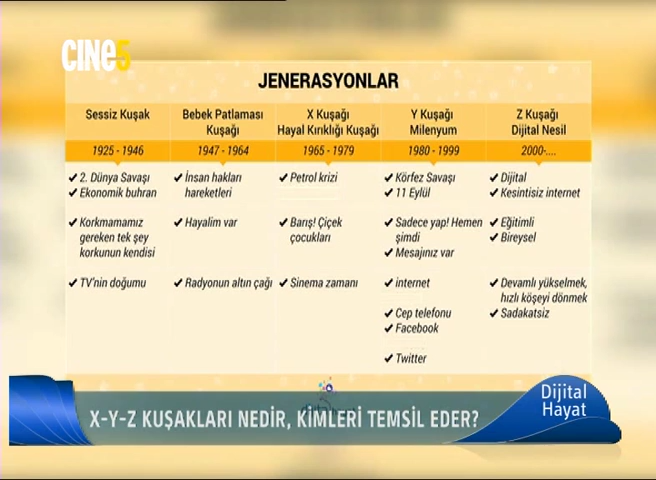 CINE5
JENERASYONLAR
Sessiz Kuşak
1925 - 1946
✓ 2. Dünya Savaşı
✓ Ekonomik buhran
✓ Korkmamamız
gereken tek şey
korkunun kendisi
✓ TV'nin doğumu
Bebek Patlaması
Kuşağı
1947 - 1964
✓ İnsan hakları
hareketleri
✓ Hayalim var
✓ Radyonun altın çağı
X Kuşağı
Hayal Kırıklığı Kuşağı
1965 - 1979
✓ Petrol krizi
✓ Barış! Çiçek
çocukları
✓ Sinema zamanı
Y Kuşağı
Milenyum
1980 - 1999
✓ Körfez Savaşı
✓ 11 Eylül
✓ Sadece yap! Hemen
şimdi
✓ Mesajınız var
✓ internet
✓ Cep telefonu
✓ Facebook
✓ Twitter
Z Kuşağı
Dijital Nesil
2000-....
✓ Dijital
✓ Kesintisiz internet
✓ Eğitimli
✓ Bireysel
✓ Devamlı yükselmek,
hızlı köşeyi dönmek
✓ Sadakatsiz
X-Y-Z KUŞAKLARI NEDİR, KİMLERİ TEMSİL EDER?
Dijital
Hayat